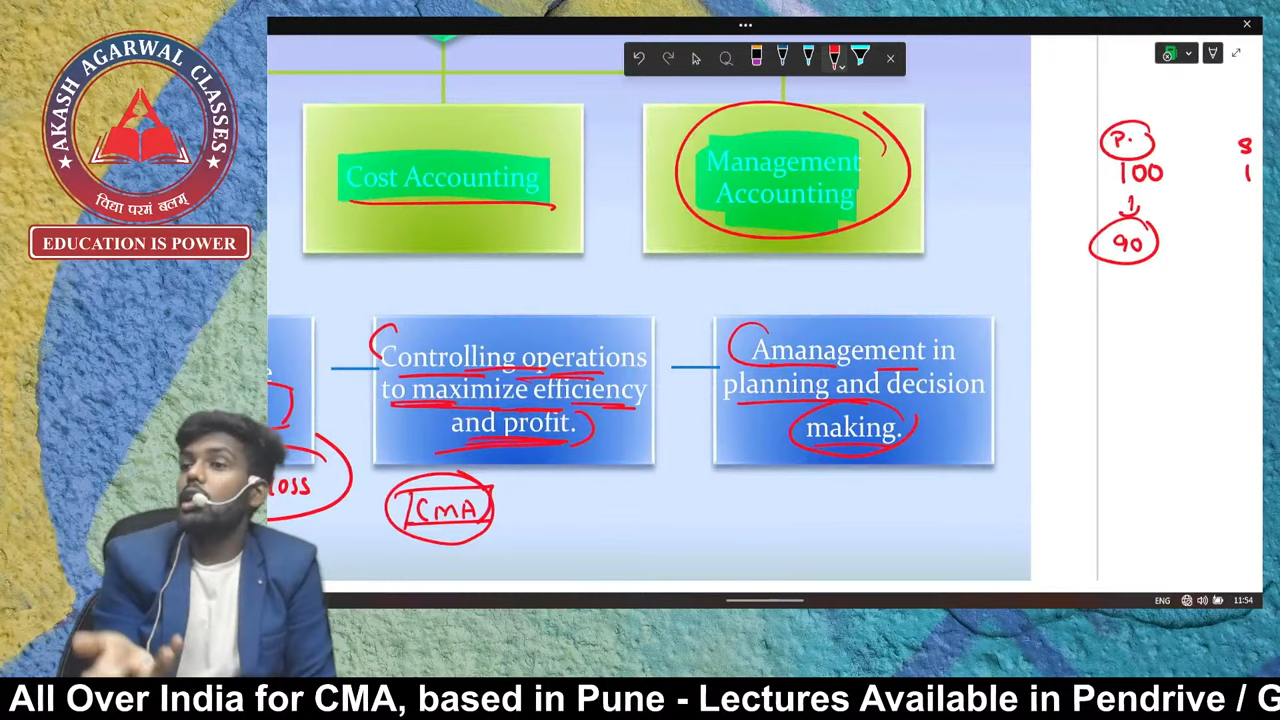 AKASH AGARWAL CLASSES
विद्या परमं बलम्
EDUCATION IS POWER
Cost Accounting
Management
Accounting
P.
100
90
1
Controlling operations
to maximize efficiency
and profit.
Amanagement in
planning and decision
making.
loss
CMA
ENG
11:54
All Over India for CMA, based in Pune - Lectures Available in Pendrive / G